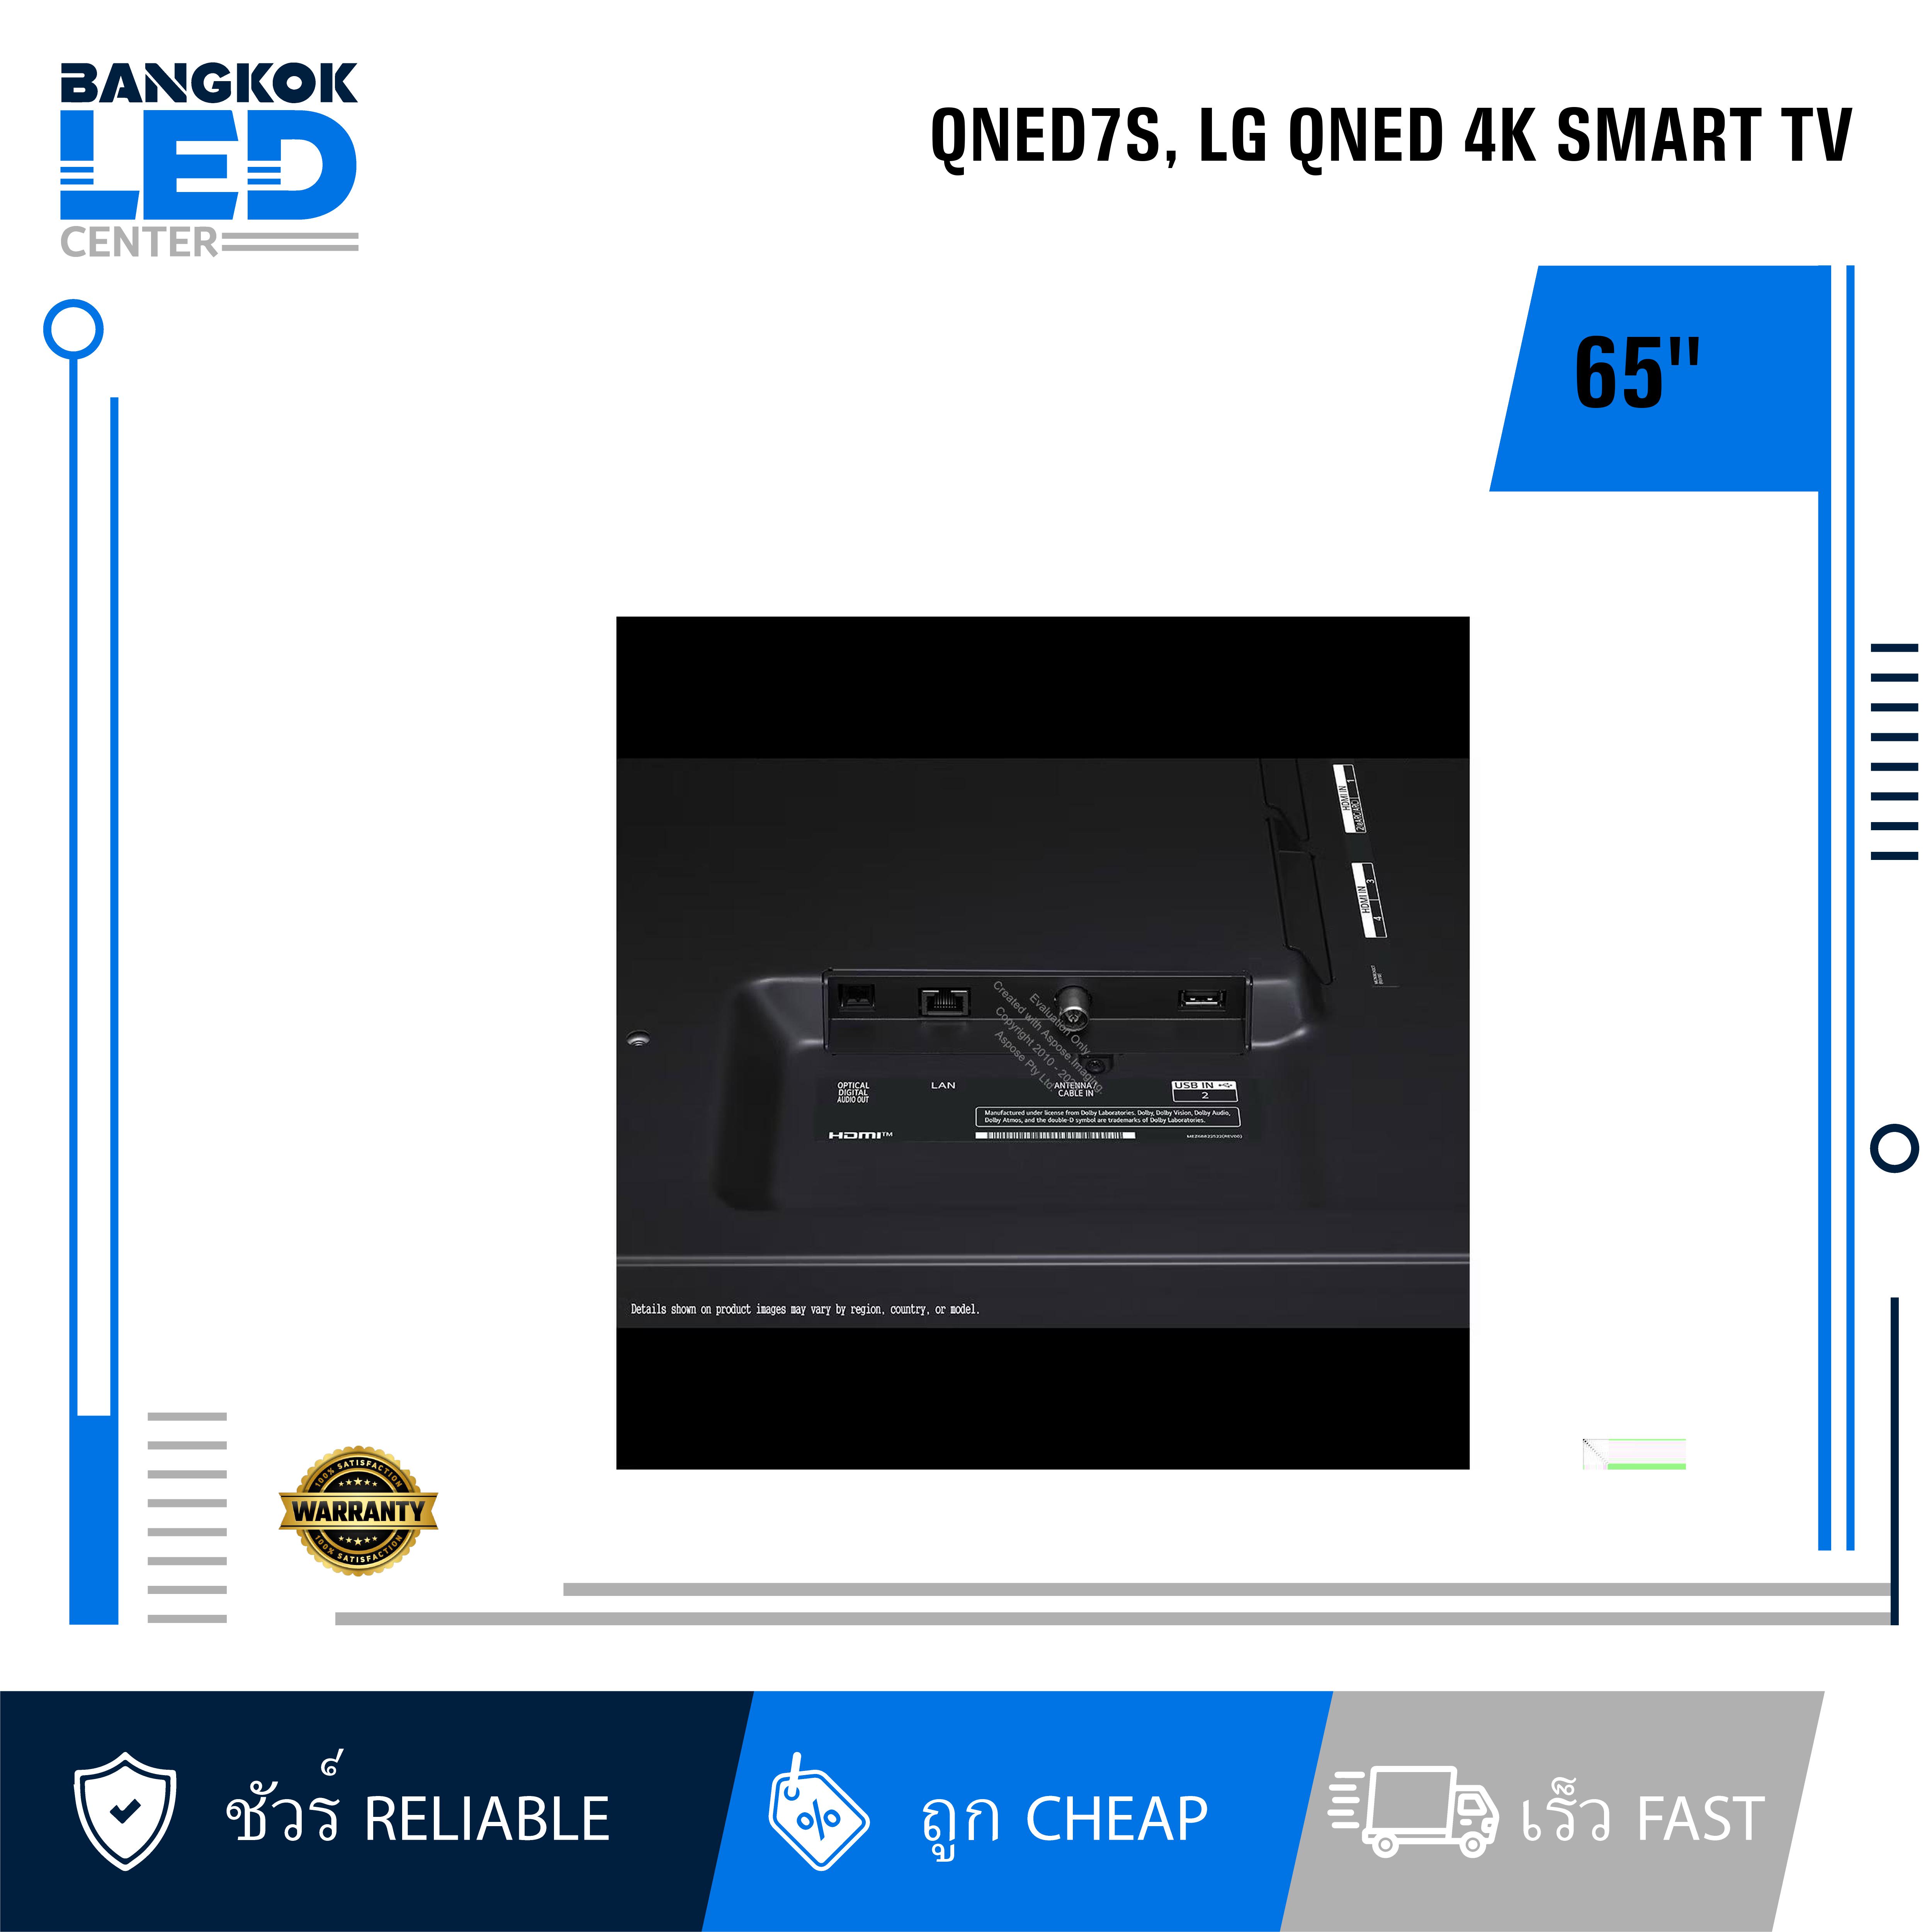 BANGKOK
LED
CENTER
QNED7S, LG QNED 4K SMART TV
65"
HDMI IN
1
2(eARC/ARC)
HDMI IN
3
4
OPTICAL
DIGITAL
AUDIO OUT
LAN
ANTENNA /
CABLE IN
USB IN
2
Evaluation Only.
Created with Aspose.Imaging.
Copyright 2010 - 20
Aspose Pty Ltd.
Manufactured under license from Dolby Laboratories. Dolby, Dolby Vision, Dolby Audio,
Dolby Atmos, and the double-D symbol are trademarks of Dolby Laboratories.
HDMI™
Details shown on product images may vary by region, country, or model.
100% SATISFACTION
WARRANTY
100% SATISFACTION
ชัวร์ RELIABLE
% ถูก CHEAP
เร็ว FAST